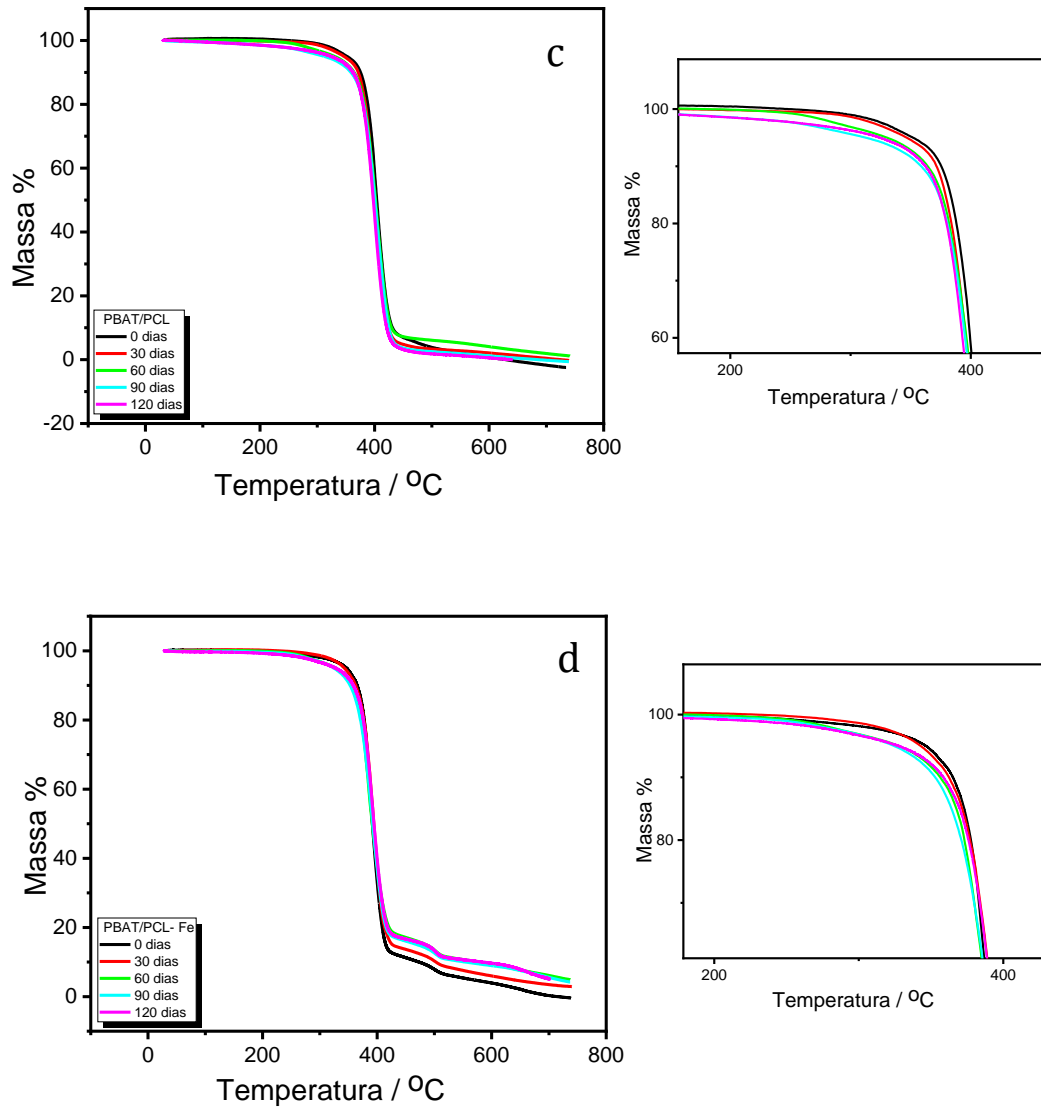 c
100
80
60
40
20
0
-20
Massa %
PBAT/PCL
0 dias
30 dias
60 dias
90 dias
120 dias
0
200
400
600
800
Temperatura / ºC
100
80
60
Massa %
200
400
Temperatura / ºC
d
100
80
60
40
20
0
Massa %
PBAT/PCL- Fe
0 dias
30 dias
60 dias
90 dias
120 dias
0
200
400
600
800
Temperatura / ºC
100
80
Massa %
200
400
Temperatura / ºC